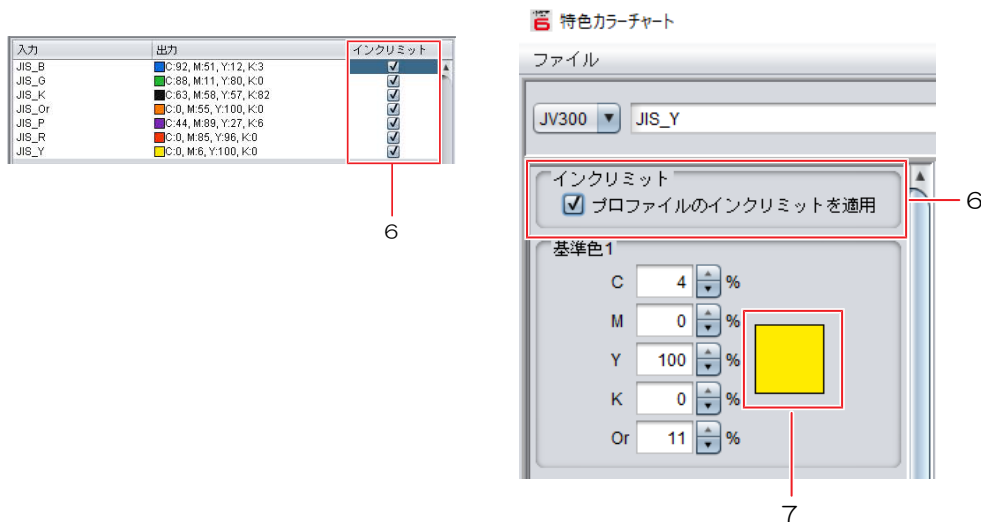 入力 出力 インクリミット
JIS_B C:92, M:51, Y:12, K:3
JIS_G C:88, M:11, Y:80, K:0
JIS_K C:63, M:58, Y:57, K:82
JIS_Or C:0, M:55, Y:100, K:0
JIS_P C:44, M:89, Y:27, K:6
JIS_R C:0, M:85, Y:96, K:0
JIS_Y C:0, M:6, Y:100, K:0
6
6 特色カラーチャート
ファイル
JV300 JIS_Y
インクリミット
プロファイルのインクリミットを適用
6
基準色1
C 4 %
M 0 %
Y 100 %
K 0 %
Or 11 %
7